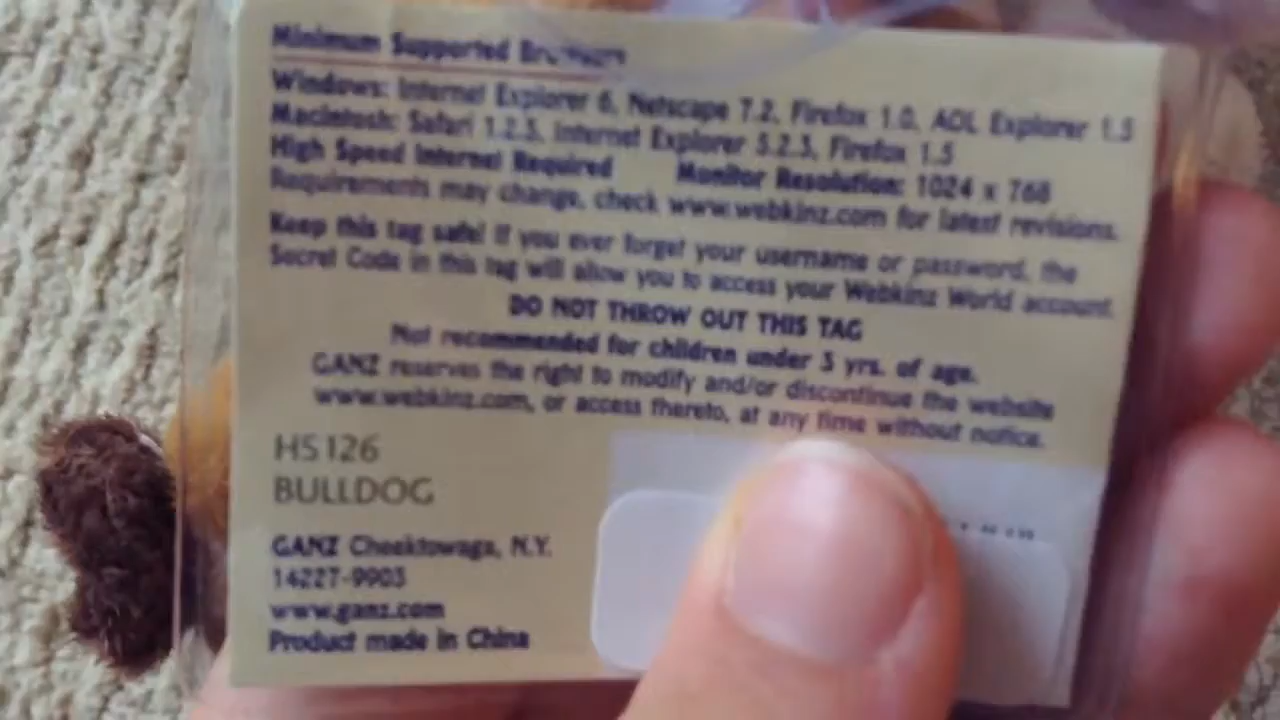 Minimum Supported Browsers
Windows: Internet Explorer 6, Netscape 7.2, Firefox 1.0, AOL Explorer 1.5
Macintosh: Safari 1.2.3, Internet Explorer 5.2.3, Firefox 1.5
High Speed Internet Required Monitor Resolution: 1024 x 768
Requirements may change, check www.webkinz.com for latest revisions.
Keep this tag safe! If you ever forget your username or password, the
Secret Code in this tag will allow you to access your Webkinz World account.
DO NOT THROW OUT THIS TAG
Not recommended for children under 3 yrs. of age.
GANZ reserves the right to modify and/or discontinue the website
www.webkinz.com, or access thereto, at any time without notice.
HS126
BULLDOG
GANZ Cheektowaga, N.Y.
14227-9903
www.ganz.com
Product made in China